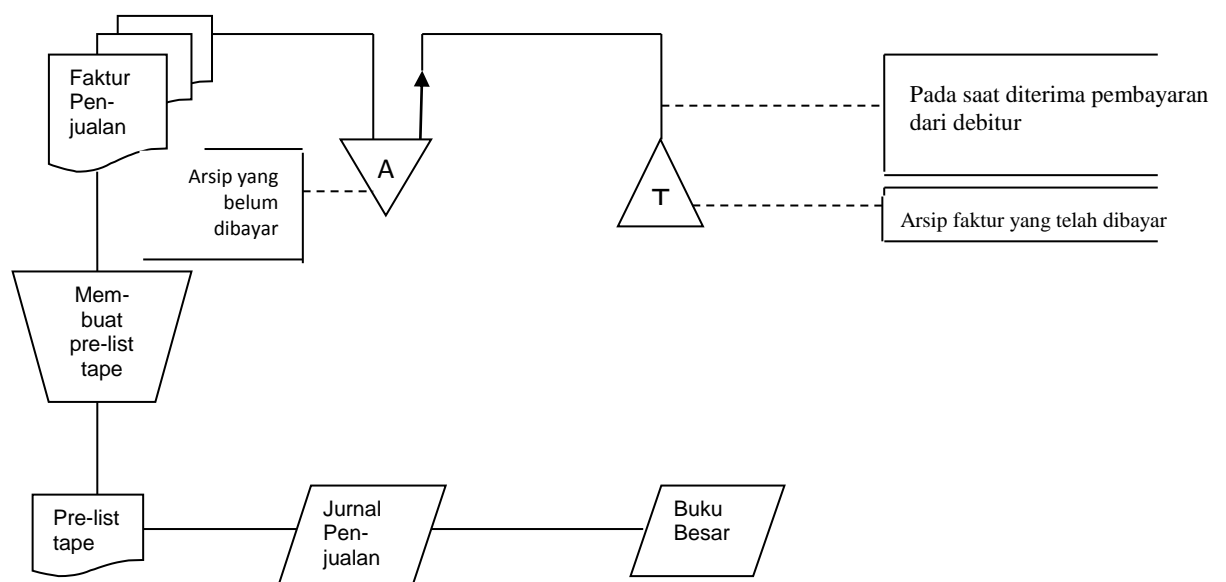 Faktur
Pen-
jualan
Arsip yang
belum
dibayar
A
T
Pada saat diterima pembayaran
dari debitur
Arsip faktur yang telah dibayar
Mem-
buat
pre-list
tape
Pre-list
tape
Jurnal
Pen-
jualan
Buku
Besar